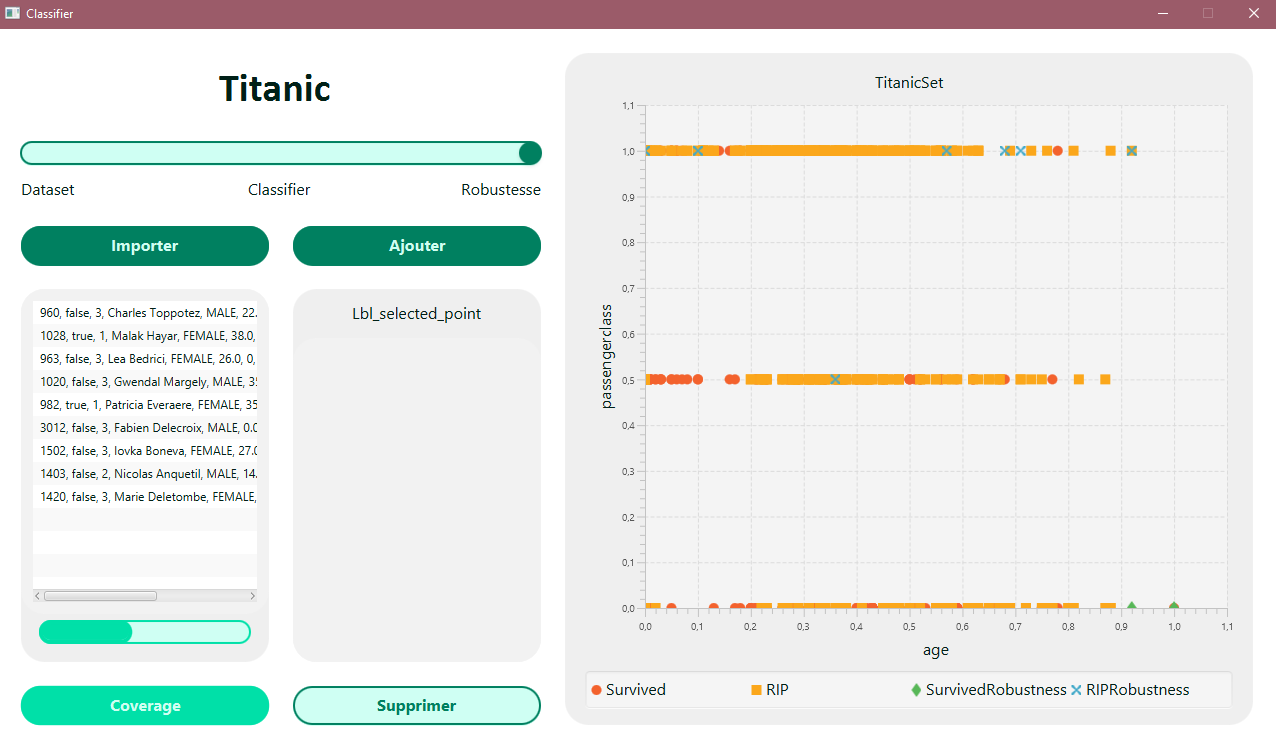 Classifier
Titanic
Dataset
Classifier
Robustesse
Importer
Ajouter
960, false, 3, Charles Toppotez, MALE, 22.
1028, true, 1, Malak Hayar, FEMALE, 38.0,
963, false, 3, Lea Bedrici, FEMALE, 26.0, 0,
1020, false, 3, Gwendal Margely, MALE, 35
982, true, 1, Patricia Everaere, FEMALE, 35
3012, false, 3, Fabien Delecroix, MALE, 0.0
1502, false, 3, Iovka Boneva, FEMALE, 27.0
1403, false, 2, Nicolas Anquetil, MALE, 14.
1420, false, 3, Marie Deletombe, FEMALE,
Lbl_selected_point
Coverage
Supprimer
TitanicSet
1,1
1,0
0,9
0,8
0,7
0,6
0,5
0,4
0,3
0,2
0,1
0,0
passengerclass
0,0 0,1 0,2 0,3 0,4 0,5 0,6 0,7 0,8 0,9 1,0 1,1
age
Survived RIP SurvivedRobustness RIPRobustness